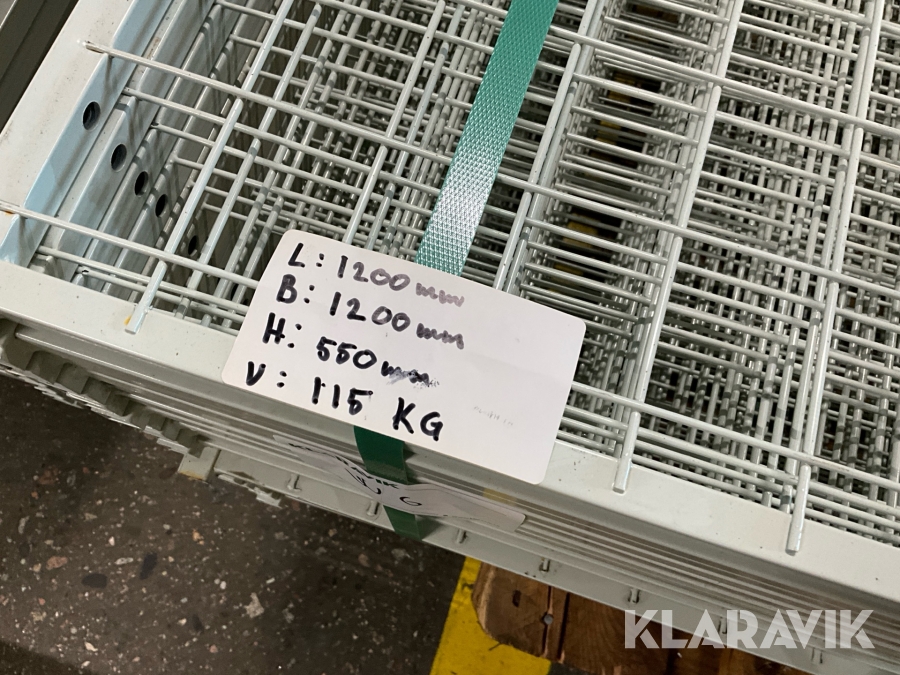 L: 1200 mm
B: 1200 mm
H: 550 mm
V: 115 KG
KLARAVIK